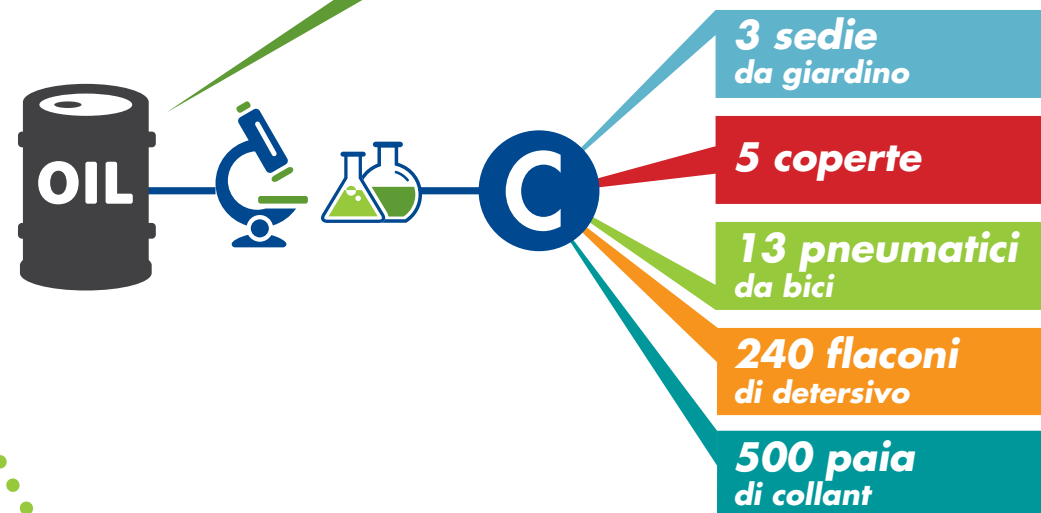 OIL
C
3 sedie
da giardino
5 coperte
13 pneumatici
da bici
240 flaconi
di detersivo
500 paia
di collant